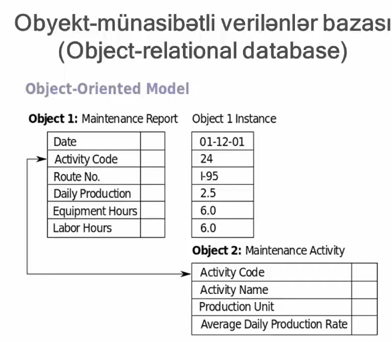 Obyekt-münasibətli verilənlər bazası
(Object-relational database)
Object-Oriented Model
Object 1: Maintenance Report
Object 1 Instance
Date
01-12-01
Activity Code
24
Route No.
I-95
Daily Production
2.5
Equipment Hours
6.0
Labor Hours
6.0
Object 2: Maintenance Activity
Activity Code
Activity Name
Production Unit
Average Daily Production Rate